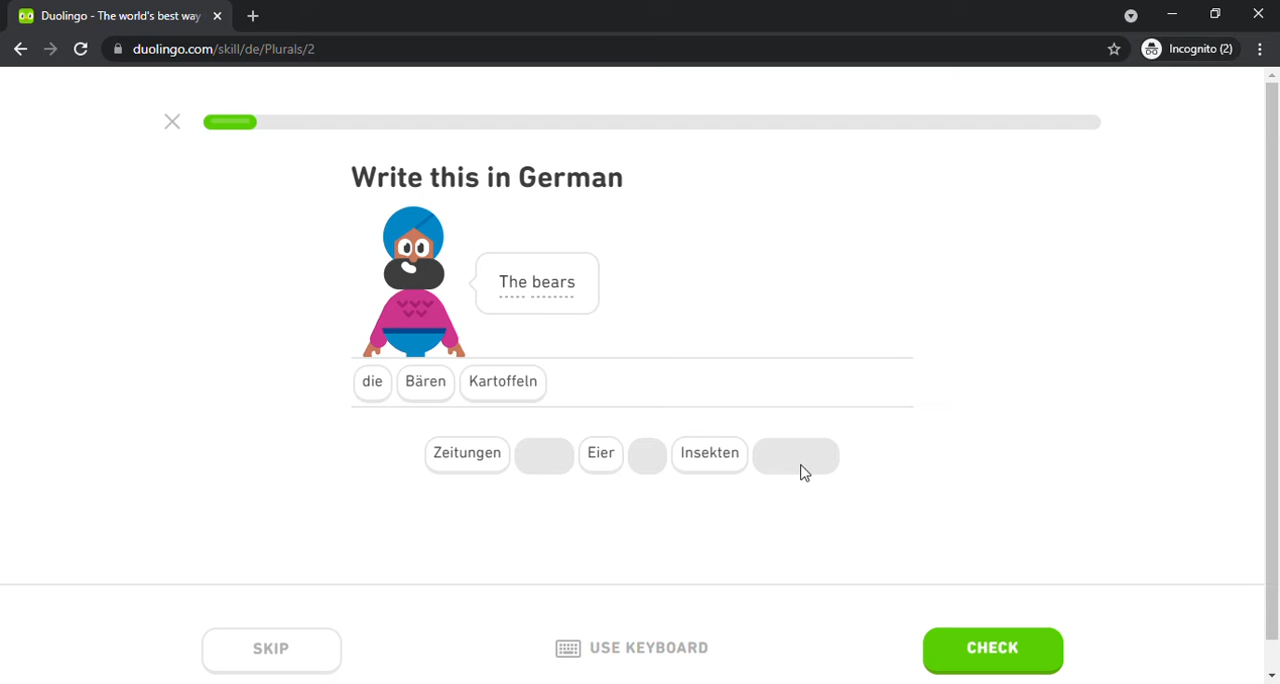 Duolingo - The world's best way
duolingo.com/skill/de/Plurals/2
Incognito (2)
Write this in German
The bears
die Bären Kartoffeln
Zeitungen Eier Insekten
SKIP USE KEYBOARD CHECK